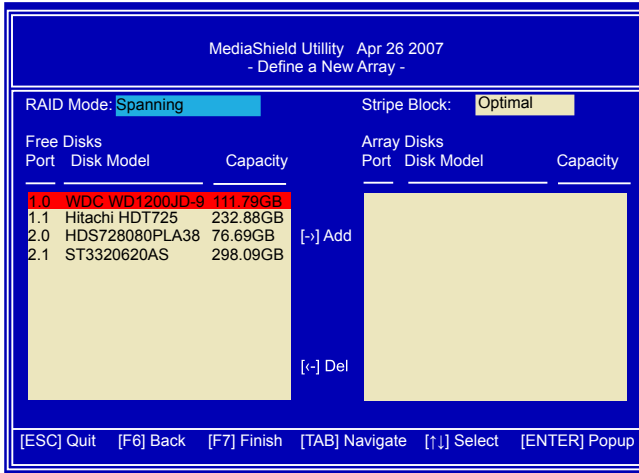 MediaShield Utillity Apr 26 2007
- Define a New Array -
RAID Mode: Spanning Stripe Block: Optimal
Free Disks Array Disks
Port Disk Model Capacity Port Disk Model Capacity
1.0 WDC WD1200JD-9 111.79GB
1.1 Hitachi HDT725 232.88GB
2.0 HDS728080PLA38 76.69GB [->] Add
2.1 ST3320620AS 298.09GB
[<-] Del
[ESC] Quit [F6] Back [F7] Finish [TAB] Navigate [↑↓] Select [ENTER] Popup